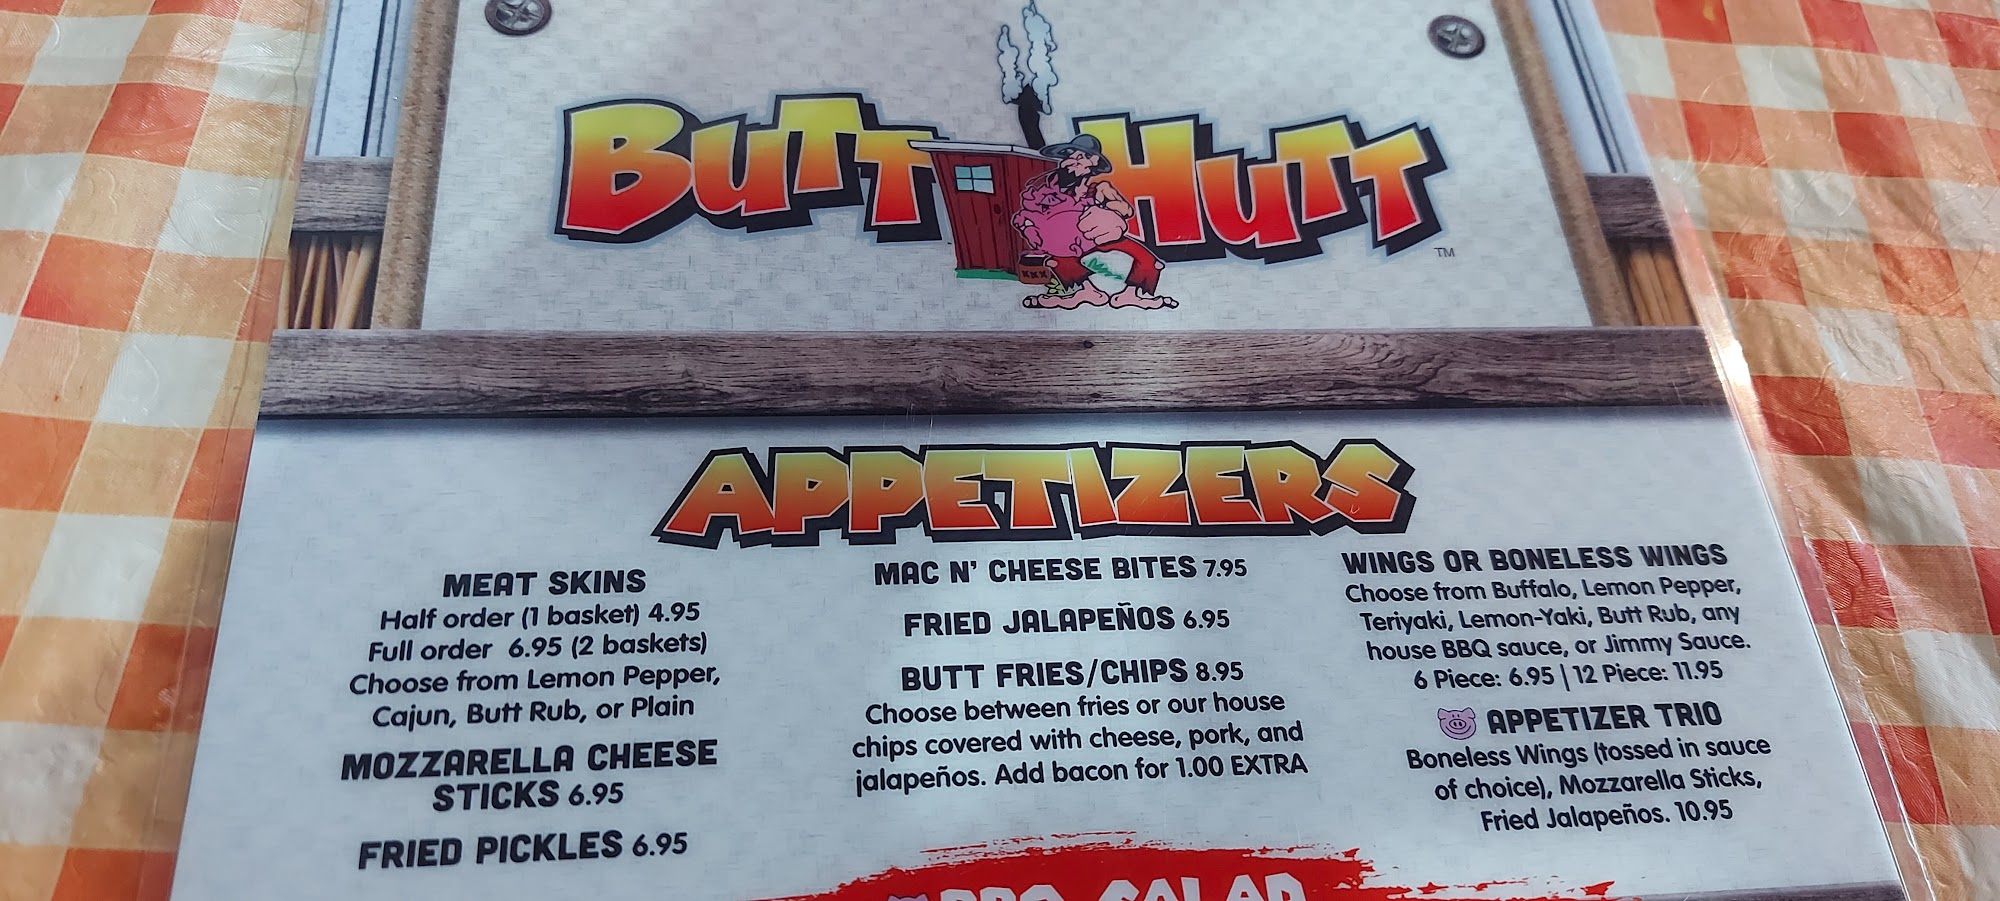 BUTT HUTT
TM
XXX
APPETIZERS
MEAT SKINS
Half order (1 basket) 4.95
Full order 6.95 (2 baskets)
Choose from Lemon Pepper,
Cajun, Butt Rub, or Plain
MOZZARELLA CHEESE
STICKS 6.95
FRIED PICKLES 6.95
MAC N' CHEESE BITES 7.95
FRIED JALAPEÑOS 6.95
BUTT FRIES/CHIPS 8.95
Choose between fries or our house
chips covered with cheese, pork, and
jalapeños. Add bacon for 1.00 EXTRA
WINGS OR BONELESS WINGS
Choose from Buffalo, Lemon Pepper,
Teriyaki, Lemon-Yaki, Butt Rub, any
house BBQ sauce, or Jimmy Sauce.
6 Piece: 6.95 | 12 Piece: 11.95
APPETIZER TRIO
Boneless Wings (tossed in sauce
of choice), Mozzarella Sticks,
Fried Jalapeños. 10.95
BBQ SALAD